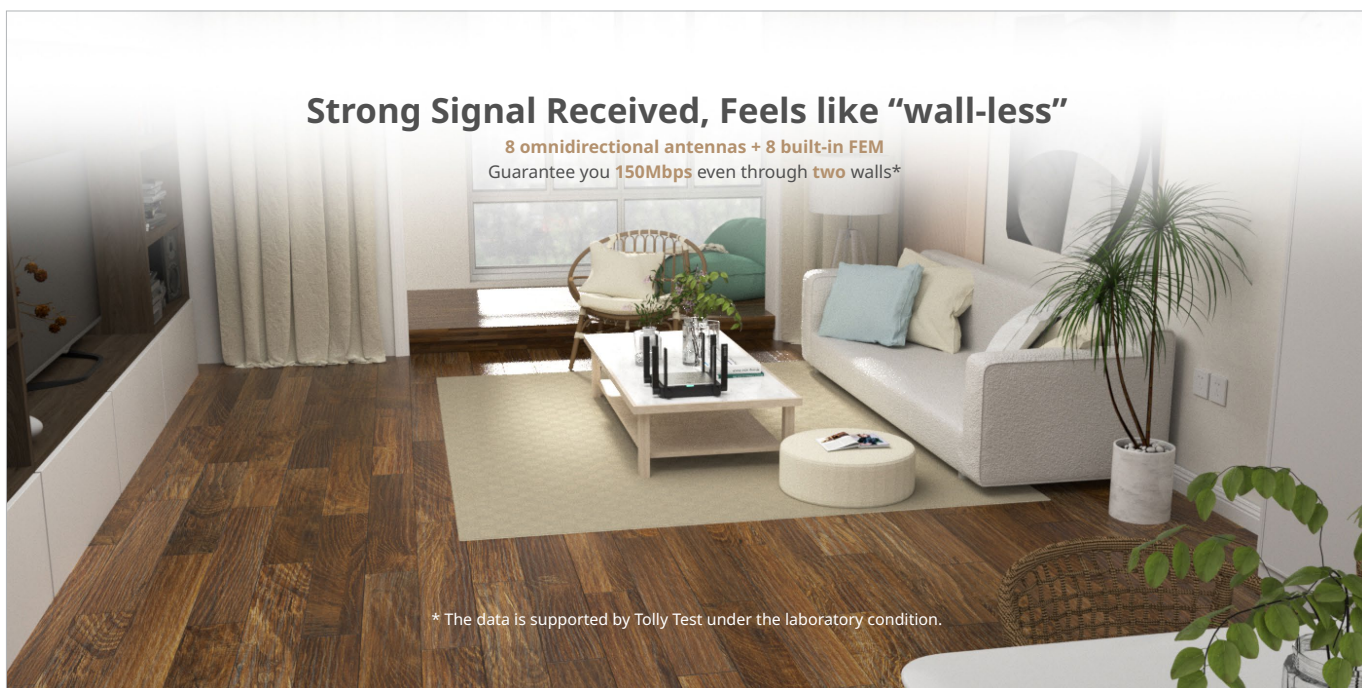 Strong Signal Received, Feels like “wall-less”
8 omnidirectional antennas + 8 built-in FEM
Guarantee you 150Mbps even through two walls*
* The data is supported by Tolly Test under the laboratory condition.